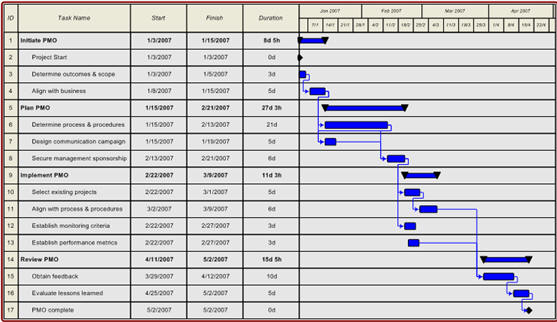 ID Task Name Start Finish Duration Jan 2007 Feb 2007 Mar 2007 Apr 2007
7/1 14/1 21/1 28/1 4/2 11/2 18/2 25/2 4/3 11/3 18/3 25/3 1/4 8/4 15/4 22/4
1 Initiate PMO 1/3/2007 1/15/2007 8d 5h
2 Project Start 1/3/2007 1/3/2007 0d
3 Determine outcomes & scope 1/3/2007 1/5/2007 3d
4 Align with business 1/8/2007 1/15/2007 5d
5 Plan PMO 1/15/2007 2/21/2007 27d 3h
6 Determine process & procedures 1/15/2007 2/13/2007 21d
7 Design communication campaign 1/15/2007 1/19/2007 5d
8 Secure management sponsorship 2/13/2007 2/21/2007 6d
9 Implement PMO 2/22/2007 3/9/2007 11d 3h
10 Select existing projects 2/22/2007 3/1/2007 5d
11 Align with process & procedures 3/2/2007 3/9/2007 6d
12 Establish monitoring criteria 2/22/2007 2/27/2007 3d
13 Establish performance metrics 2/22/2007 2/27/2007 3d
14 Review PMO 4/11/2007 5/2/2007 15d 5h
15 Obtain feedback 3/29/2007 4/12/2007 10d
16 Evaluate lessons learned 4/25/2007 5/2/2007 5d
17 PMO complete 5/2/2007 5/2/2007 0d